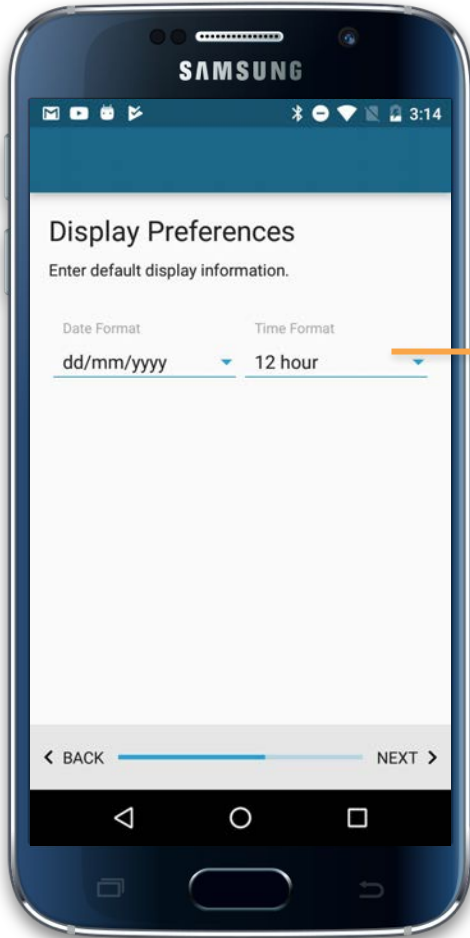 SAMSUNG
3:14
Display Preferences
Enter default display information.
Date Format Time Format
dd/mm/yyyy 12 hour
BACK NEXT